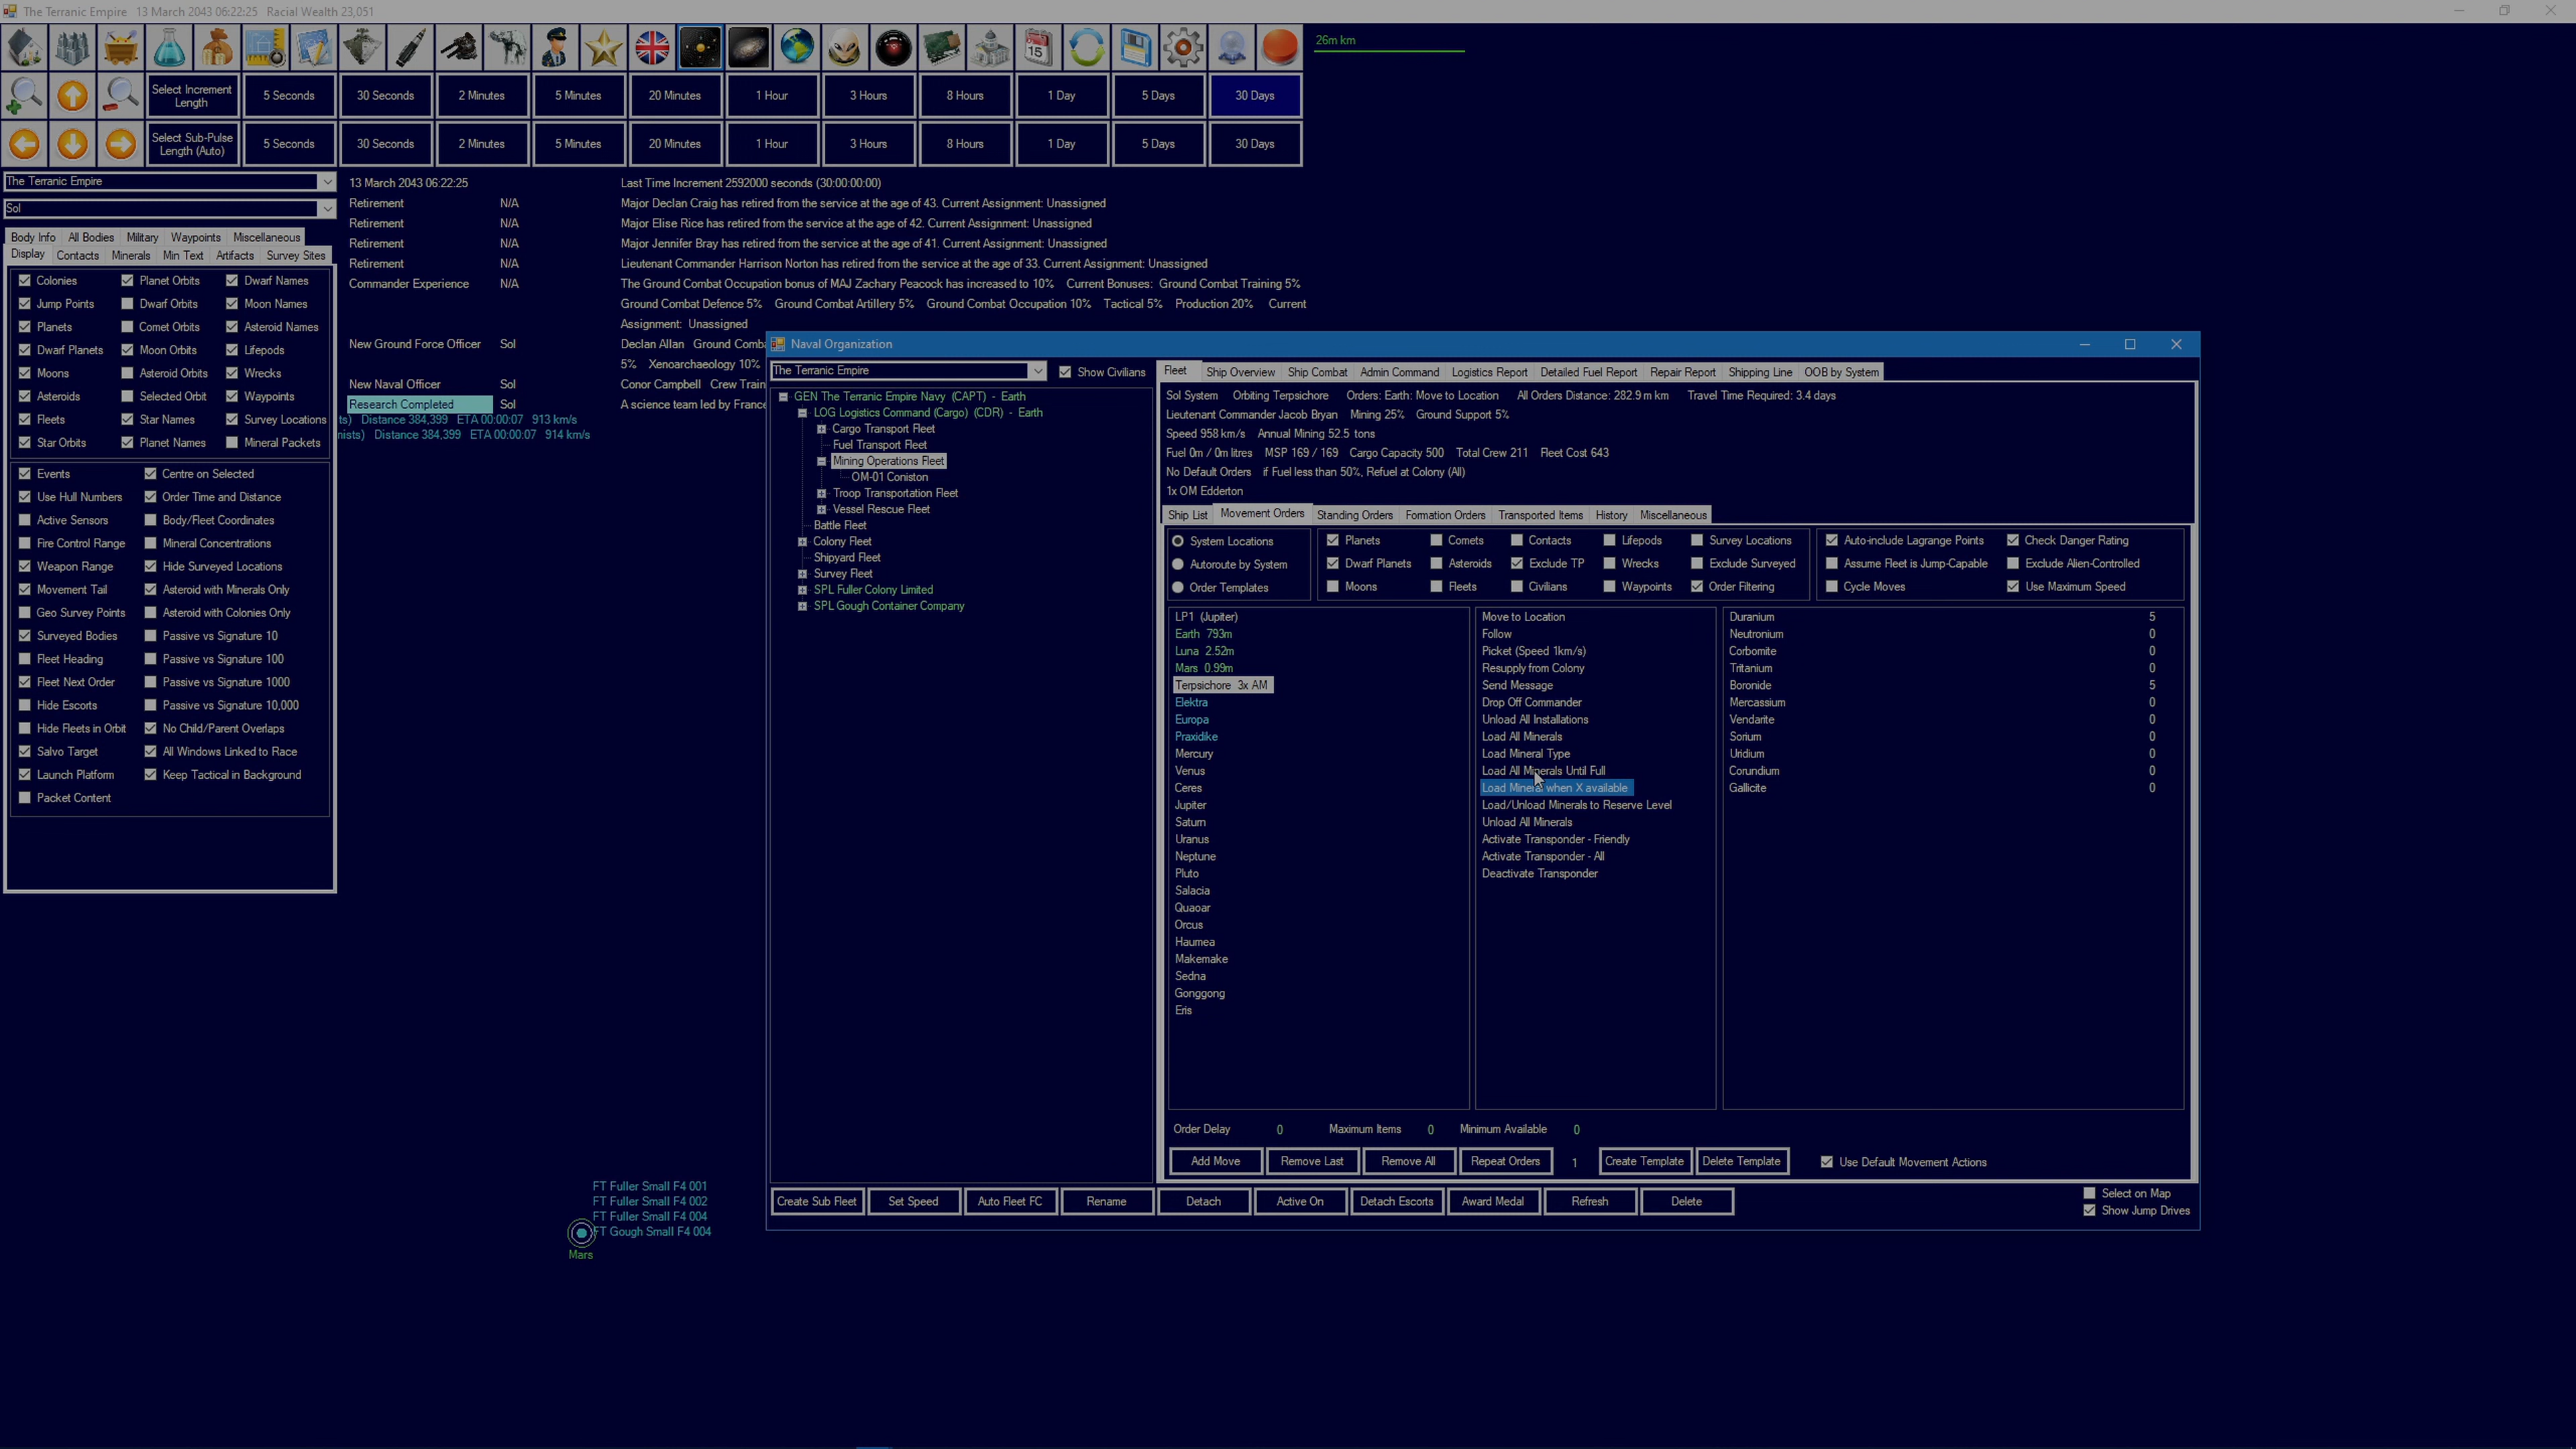 The Terranic Empire 13 March 2043 06:22:25 Racial Wealth 23,051
26m km
Select Increment Length
5 Seconds 30 Seconds 2 Minutes 5 Minutes 20 Minutes 1 Hour 3 Hours 8 Hours 1 Day 5 Days 30 Days
Select Sub-Pulse Length (Auto)
5 Seconds 30 Seconds 2 Minutes 5 Minutes 20 Minutes 1 Hour 3 Hours 8 Hours 1 Day 5 Days 30 Days
The Terranic Empire
Sol
Body Info All Bodies Military Waypoints Miscellaneous
Display Contacts Minerals Min Text Artifacts Survey Sites
Colonies Planet Orbits Dwarf Names
Jump Points Dwarf Orbits Moon Names
Planets Comet Orbits Asteroid Names
Dwarf Planets Moon Orbits Lifepods
Moons Asteroid Orbits Wrecks
Asteroids Selected Orbit Waypoints
Fleets Star Names Survey Locations
Star Orbits Planet Names Mineral Packets
Events Centre on Selected
Use Hull Numbers Order Time and Distance
Active Sensors Body/Fleet Coordinates
Fire Control Range Mineral Concentrations
Weapon Range Hide Surveyed Locations
Movement Tail Asteroid with Minerals Only
Geo Survey Points Asteroid with Colonies Only
Surveyed Bodies Passive vs Signature 10
Fleet Heading Passive vs Signature 100
Fleet Next Order Passive vs Signature 1000
Hide Escorts Passive vs Signature 10,000
Hide Fleets in Orbit No Child/Parent Overlaps
Salvo Target All Windows Linked to Race
Launch Platform Keep Tactical in Background
Packet Content
13 March 2043 06:22:25 Last Time Increment 2592000 seconds (30:00:00:00)
Retirement N/A Major Declan Craig has retired from the service at the age of 43. Current Assignment: Unassigned
Retirement N/A Major Elise Rice has retired from the service at the age of 42. Current Assignment: Unassigned
Retirement N/A Major Jennifer Bray has retired from the service at the age of 41. Current Assignment: Unassigned
Retirement N/A Lieutenant Commander Harrison Norton has retired from the service at the age of 33. Current Assignment: Unassigned
Commander Experience N/A The Ground Combat Occupation bonus of MAJ Zachary Peacock has increased to 10% Current Bonuses: Ground Combat Training 5%
Ground Combat Defence 5% Ground Combat Artillery 5% Ground Combat Occupation 10% Tactical 5% Production 20% Current
Assignment: Unassigned
New Ground Force Officer Sol Declan Allan Ground Comba
5% Xenoarchaeology 10%
New Naval Officer Sol Conor Campbell Crew Train
Research Completed Sol A science team led by France
ts) Distance 384,399 ETA 00:00:07 913 km/s
nists) Distance 384,399 ETA 00:00:07 914 km/s
FT Fuller Small F4 001
FT Fuller Small F4 002
FT Fuller Small F4 004
FT Gough Small F4 004
Mars
Naval Organization
The Terranic Empire Show Civilians
GEN The Terranic Empire Navy (CAPT) - Earth
LOG Logistics Command (Cargo) (CDR) - Earth
Cargo Transport Fleet
Fuel Transport Fleet
Mining Operations Fleet
OM-01 Coniston
Troop Transportation Fleet
Vessel Rescue Fleet
Battle Fleet
Colony Fleet
Shipyard Fleet
Survey Fleet
SPL Fuller Colony Limited
SPL Gough Container Company
Fleet Ship Overview Ship Combat Admin Command Logistics Report Detailed Fuel Report Repair Report Shipping Line OOB by System
Sol System Orbiting Terpsichore Orders: Earth: Move to Location All Orders Distance: 282.9 m km Travel Time Required: 3.4 days
Lieutenant Commander Jacob Bryan Mining 25% Ground Support 5%
Speed 958 km/s Annual Mining 52.5 tons
Fuel 0m / 0m litres MSP 169 / 169 Cargo Capacity 500 Total Crew 211 Fleet Cost 643
No Default Orders if Fuel less than 50%, Refuel at Colony (All)
1x OM Edderton
Ship List Movement Orders Standing Orders Formation Orders Transported Items History Miscellaneous
System Locations Planets Comets Contacts Lifepods Survey Locations Auto-include Lagrange Points Check Danger Rating
Autoroute by System Dwarf Planets Asteroids Exclude TP Wrecks Exclude Surveyed Assume Fleet is Jump-Capable Exclude Alien-Controlled
Order Templates Moons Fleets Civilians Waypoints Order Filtering Cycle Moves Use Maximum Speed
LP1 (Jupiter)
Earth 793m
Luna 2.52m
Mars 0.99m
Terpsichore 3x AM
Elektra
Europa
Praxidike
Mercury
Venus
Ceres
Jupiter
Saturn
Uranus
Neptune
Pluto
Salacia
Quaoar
Orcus
Haumea
Makemake
Sedna
Gonggong
Eris
Move to Location
Follow
Picket (Speed 1km/s)
Resupply from Colony
Send Message
Drop Off Commander
Unload All Installations
Load All Minerals
Load Mineral Type
Load All Minerals Until Full
Load Mineral when X available
Load/Unload Minerals to Reserve Level
Unload All Minerals
Activate Transponder - Friendly
Activate Transponder - All
Deactivate Transponder
Duranium 5
Neutronium 0
Corbomite 0
Tritanium 0
Boronide 5
Mercassium 0
Vendarite 0
Sorium 0
Uridium 0
Corundium 0
Gallicite 0
Order Delay 0 Maximum Items 0 Minimum Available 0
Add Move Remove Last Remove All Repeat Orders 1 Create Template Delete Template Use Default Movement Actions
Create Sub Fleet Set Speed Auto Fleet FC Rename Detach Active On Detach Escorts Award Medal Refresh Delete
Select on Map
Show Jump Drives